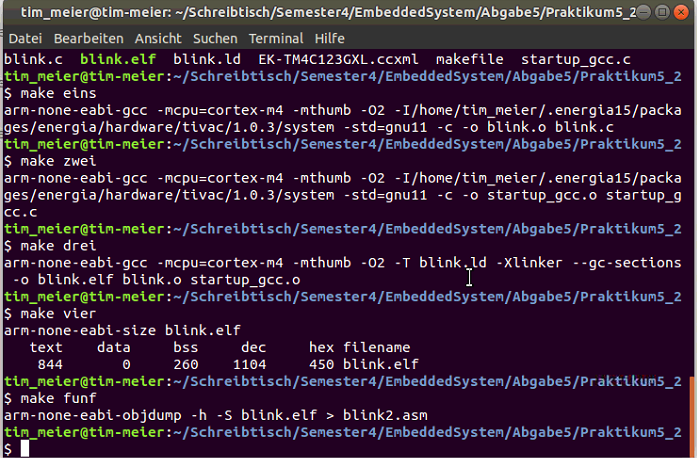 tim_meier@tim-meier: ~/Schreibtisch/Semester4/EmbeddedSystem/Abgabe5/Praktikum5_2
Datei Bearbeiten Ansicht Suchen Terminal Hilfe
blink.c blink.elf blink.ld EK-TM4C123GXL.ccxml makefile startup_gcc.c
tim_meier@tim-meier:~/Schreibtisch/Semester4/EmbeddedSystem/Abgabe5/Praktikum5_2
$ make eins
arm-none-eabi-gcc -mcpu=cortex-m4 -mthumb -O2 -I/home/tim_meier/.energia15/packa
ges/energia/hardware/tivac/1.0.3/system -std=gnu11 -c -o blink.o blink.c
tim_meier@tim-meier:~/Schreibtisch/Semester4/EmbeddedSystem/Abgabe5/Praktikum5_2
$ make zwei
arm-none-eabi-gcc -mcpu=cortex-m4 -mthumb -O2 -I/home/tim_meier/.energia15/packa
ges/energia/hardware/tivac/1.0.3/system -std=gnu11 -c -o startup_gcc.o startup_g
cc.c
tim_meier@tim-meier:~/Schreibtisch/Semester4/EmbeddedSystem/Abgabe5/Praktikum5_2
$ make drei
arm-none-eabi-gcc -mcpu=cortex-m4 -mthumb -O2 -T blink.ld -Xlinker --gc-sections
-o blink.elf blink.o startup_gcc.o
tim_meier@tim-meier:~/Schreibtisch/Semester4/EmbeddedSystem/Abgabe5/Praktikum5_2
$ make vier
arm-none-eabi-size blink.elf
text data bss dec hex filename
844 0 260 1104 450 blink.elf
tim_meier@tim-meier:~/Schreibtisch/Semester4/EmbeddedSystem/Abgabe5/Praktikum5_2
$ make funf
arm-none-eabi-objdump -h -S blink.elf > blink2.asm
tim_meier@tim-meier:~/Schreibtisch/Semester4/EmbeddedSystem/Abgabe5/Praktikum5_2
$